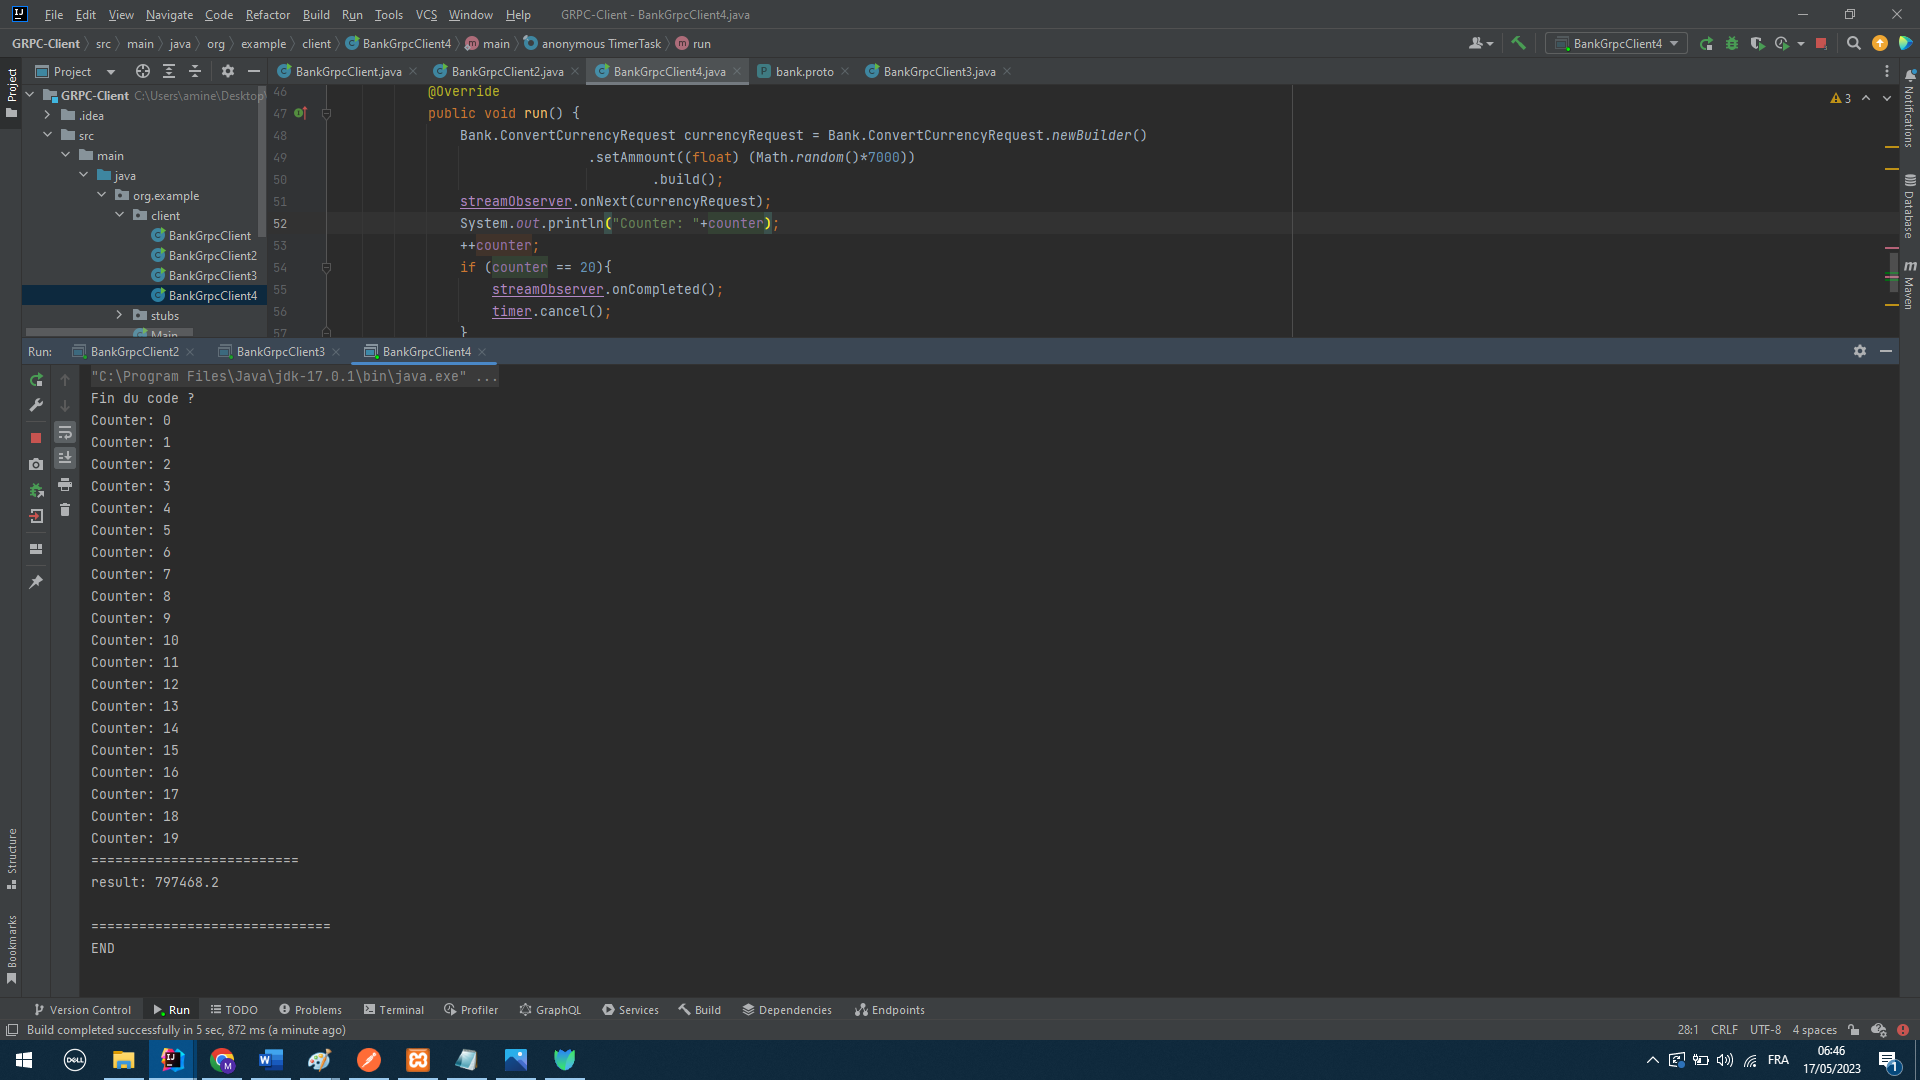 File Edit View Navigate Code Refactor Build Run Tools VCS Window Help GRPC-Client - BankGrpcClient4.java
GRPC-Client src main java org example client BankGrpcClient4 main anonymous TimerTask run BankGrpcClient4
Project BankGrpcClient.java BankGrpcClient2.java BankGrpcClient4.java bank.proto BankGrpcClient3.java
Project
GRPC-Client C:\Users\amine\Desktop\
.idea
src
main
java
org.example
client
BankGrpcClient
BankGrpcClient2
BankGrpcClient3
BankGrpcClient4
stubs
Main
46 @Override
47 public void run() {
48 Bank.ConvertCurrencyRequest currencyRequest = Bank.ConvertCurrencyRequest.newBuilder()
49 .setAmmount((float) (Math.random()*7000))
50 .build();
51 streamObserver.onNext(currencyRequest);
52 System.out.println("Counter: "+counter);
53 ++counter;
54 if (counter == 20){
55 streamObserver.onCompleted();
56 timer.cancel();
57 }
3
Notifications
Database
Maven
Run: BankGrpcClient2 BankGrpcClient3 BankGrpcClient4
"C:\Program Files\Java\jdk-17.0.1\bin\java.exe" ...
Fin du code ?
Counter: 0
Counter: 1
Counter: 2
Counter: 3
Counter: 4
Counter: 5
Counter: 6
Counter: 7
Counter: 8
Counter: 9
Counter: 10
Counter: 11
Counter: 12
Counter: 13
Counter: 14
Counter: 15
Counter: 16
Counter: 17
Counter: 18
Counter: 19
==========================
result: 797468.2
==============================
END
Structure
Bookmarks
Version Control Run TODO Problems Terminal Profiler GraphQL Services Build Dependencies Endpoints
Build completed successfully in 5 sec, 872 ms (a minute ago) 28:1 CRLF UTF-8 4 spaces
DELL FRA 06:46
17/05/2023 1